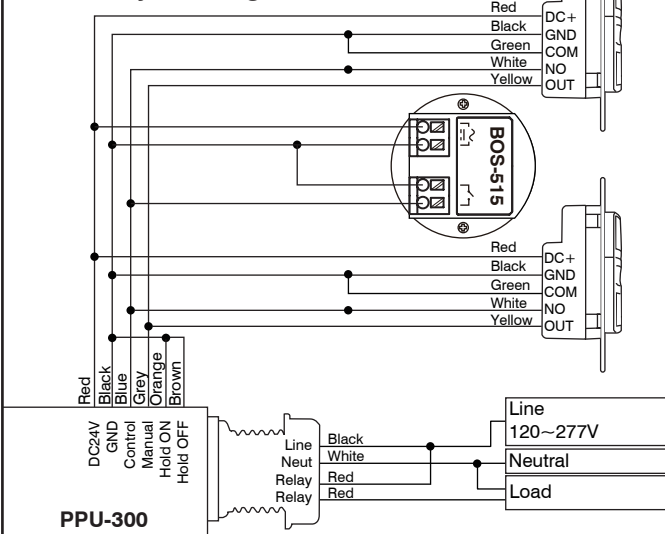 Red
DC+
Black
GND
Green
COM
White
NO
Yellow
OUT
BOS-515
Red
DC+
Black
GND
Green
COM
White
NO
Yellow
OUT
Red
Black
Blue
Grey
Orange
Brown
DC24V
GND
Control
Manual
Hold ON
Hold OFF
PPU-300
Line
Black
Neut
White
Relay
Red
Relay
Red
Line
120~277V
Neutral
Load